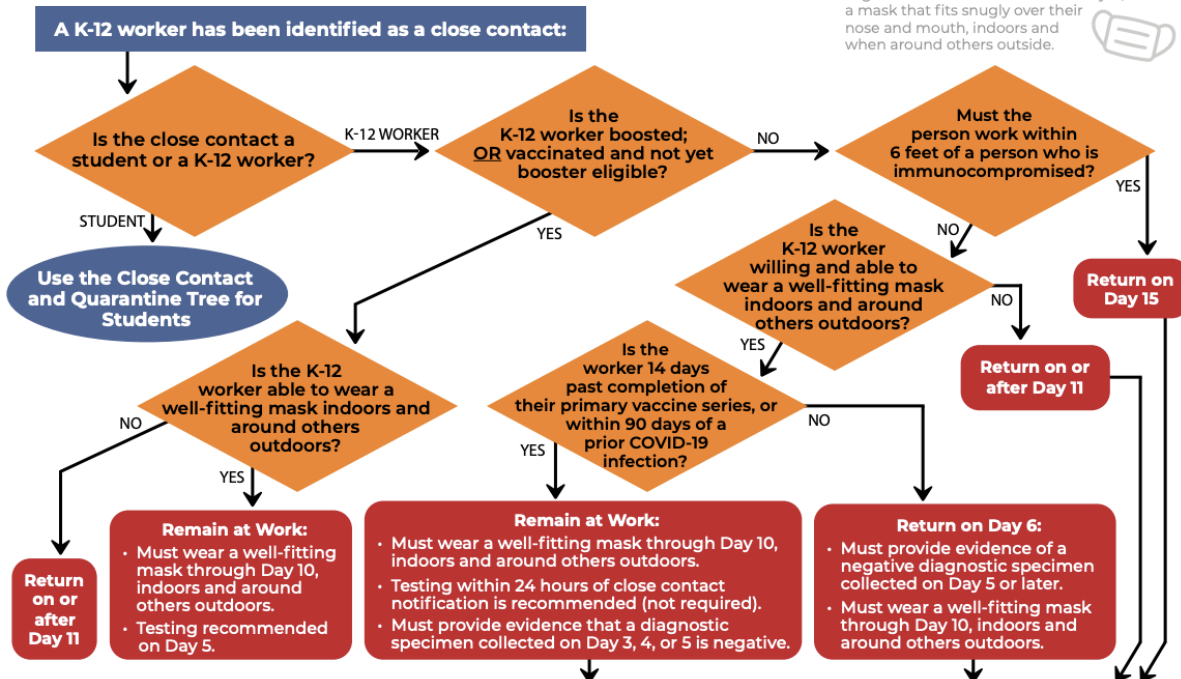 a mask that fits snugly over their
nose and mouth, indoors and
when around others outside.
A K-12 worker has been identified as a close contact:
Is the close contact a
student or a K-12 worker?
K-12 WORKER
STUDENT
Use the Close Contact
and Quarantine Tree for
Students
Is the
K-12 worker boosted;
OR vaccinated and not yet
booster eligible?
NO
YES
Must the
person work within
6 feet of a person who is
immunocompromised?
YES
NO
Return on
Day 15
Is the
K-12 worker
willing and able to
wear a well-fitting mask
indoors and around
others outdoors?
NO
YES
Return on or
after Day 11
Is the K-12
worker able to wear a
well-fitting mask indoors and
around others
outdoors?
NO
YES
Is the
worker 14 days
past completion of
their primary vaccine series, or
within 90 days of a
prior COVID-19
infection?
YES
NO
Return
on or
after
Day 11
Remain at Work:
• Must wear a well-fitting
mask through Day 10,
indoors and around
others outdoors.
• Testing recommended
on Day 5.
Remain at Work:
• Must wear a well-fitting mask through Day 10,
indoors and around others outdoors.
• Testing within 24 hours of close contact
notification is recommended (not required).
• Must provide evidence that a diagnostic
specimen collected on Day 3, 4, or 5 is negative.
Return on Day 6:
• Must provide evidence of a
negative diagnostic specimen
collected on Day 5 or later.
• Must wear a well-fitting mask
through Day 10, indoors and
around others outdoors.